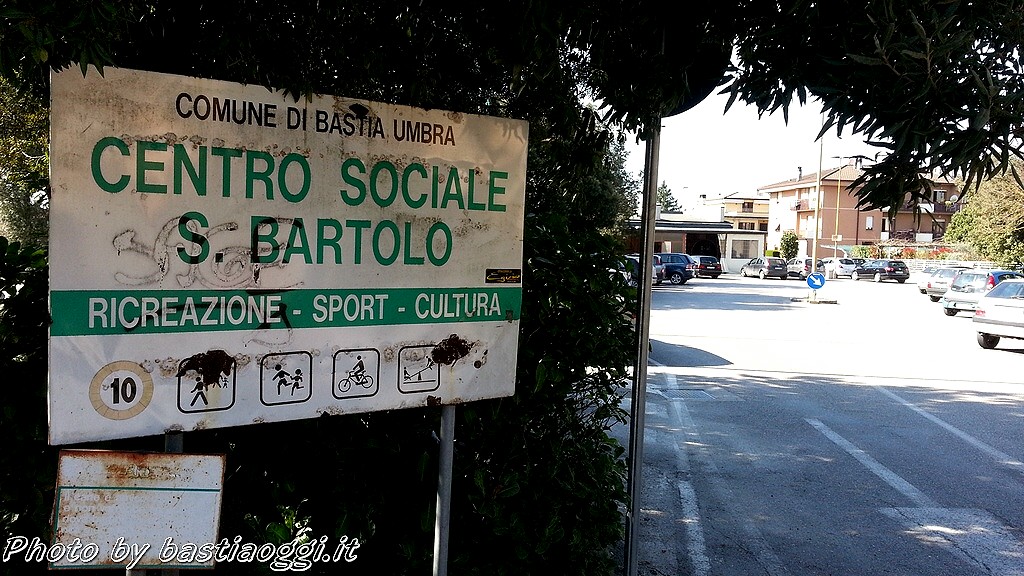 COMUNE DI BASTIA UMBRA
CENTRO SOCIALE
S. BARTOLO
RICREAZIONE - SPORT - CULTURA
10
Photo by bastiaoggi.it